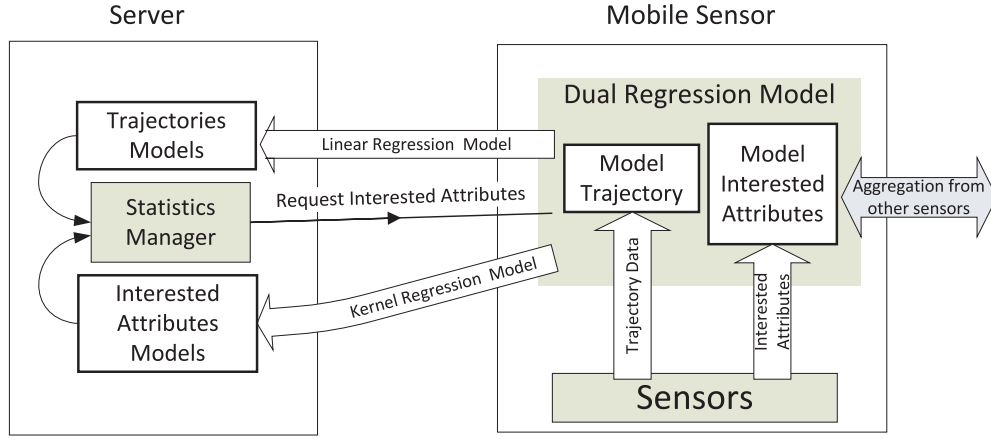 Server
Mobile Sensor
Dual Regression Model
Trajectories
Models
Linear Regression Model
Model
Trajectory
Model
Interested
Attributes
Aggregation from
other sensors
Request Interested Attributes
Statistics
Manager
Kernel Regression Model
Interested
Attributes
Models
Trajectory Data
Interested
Attributes
Sensors